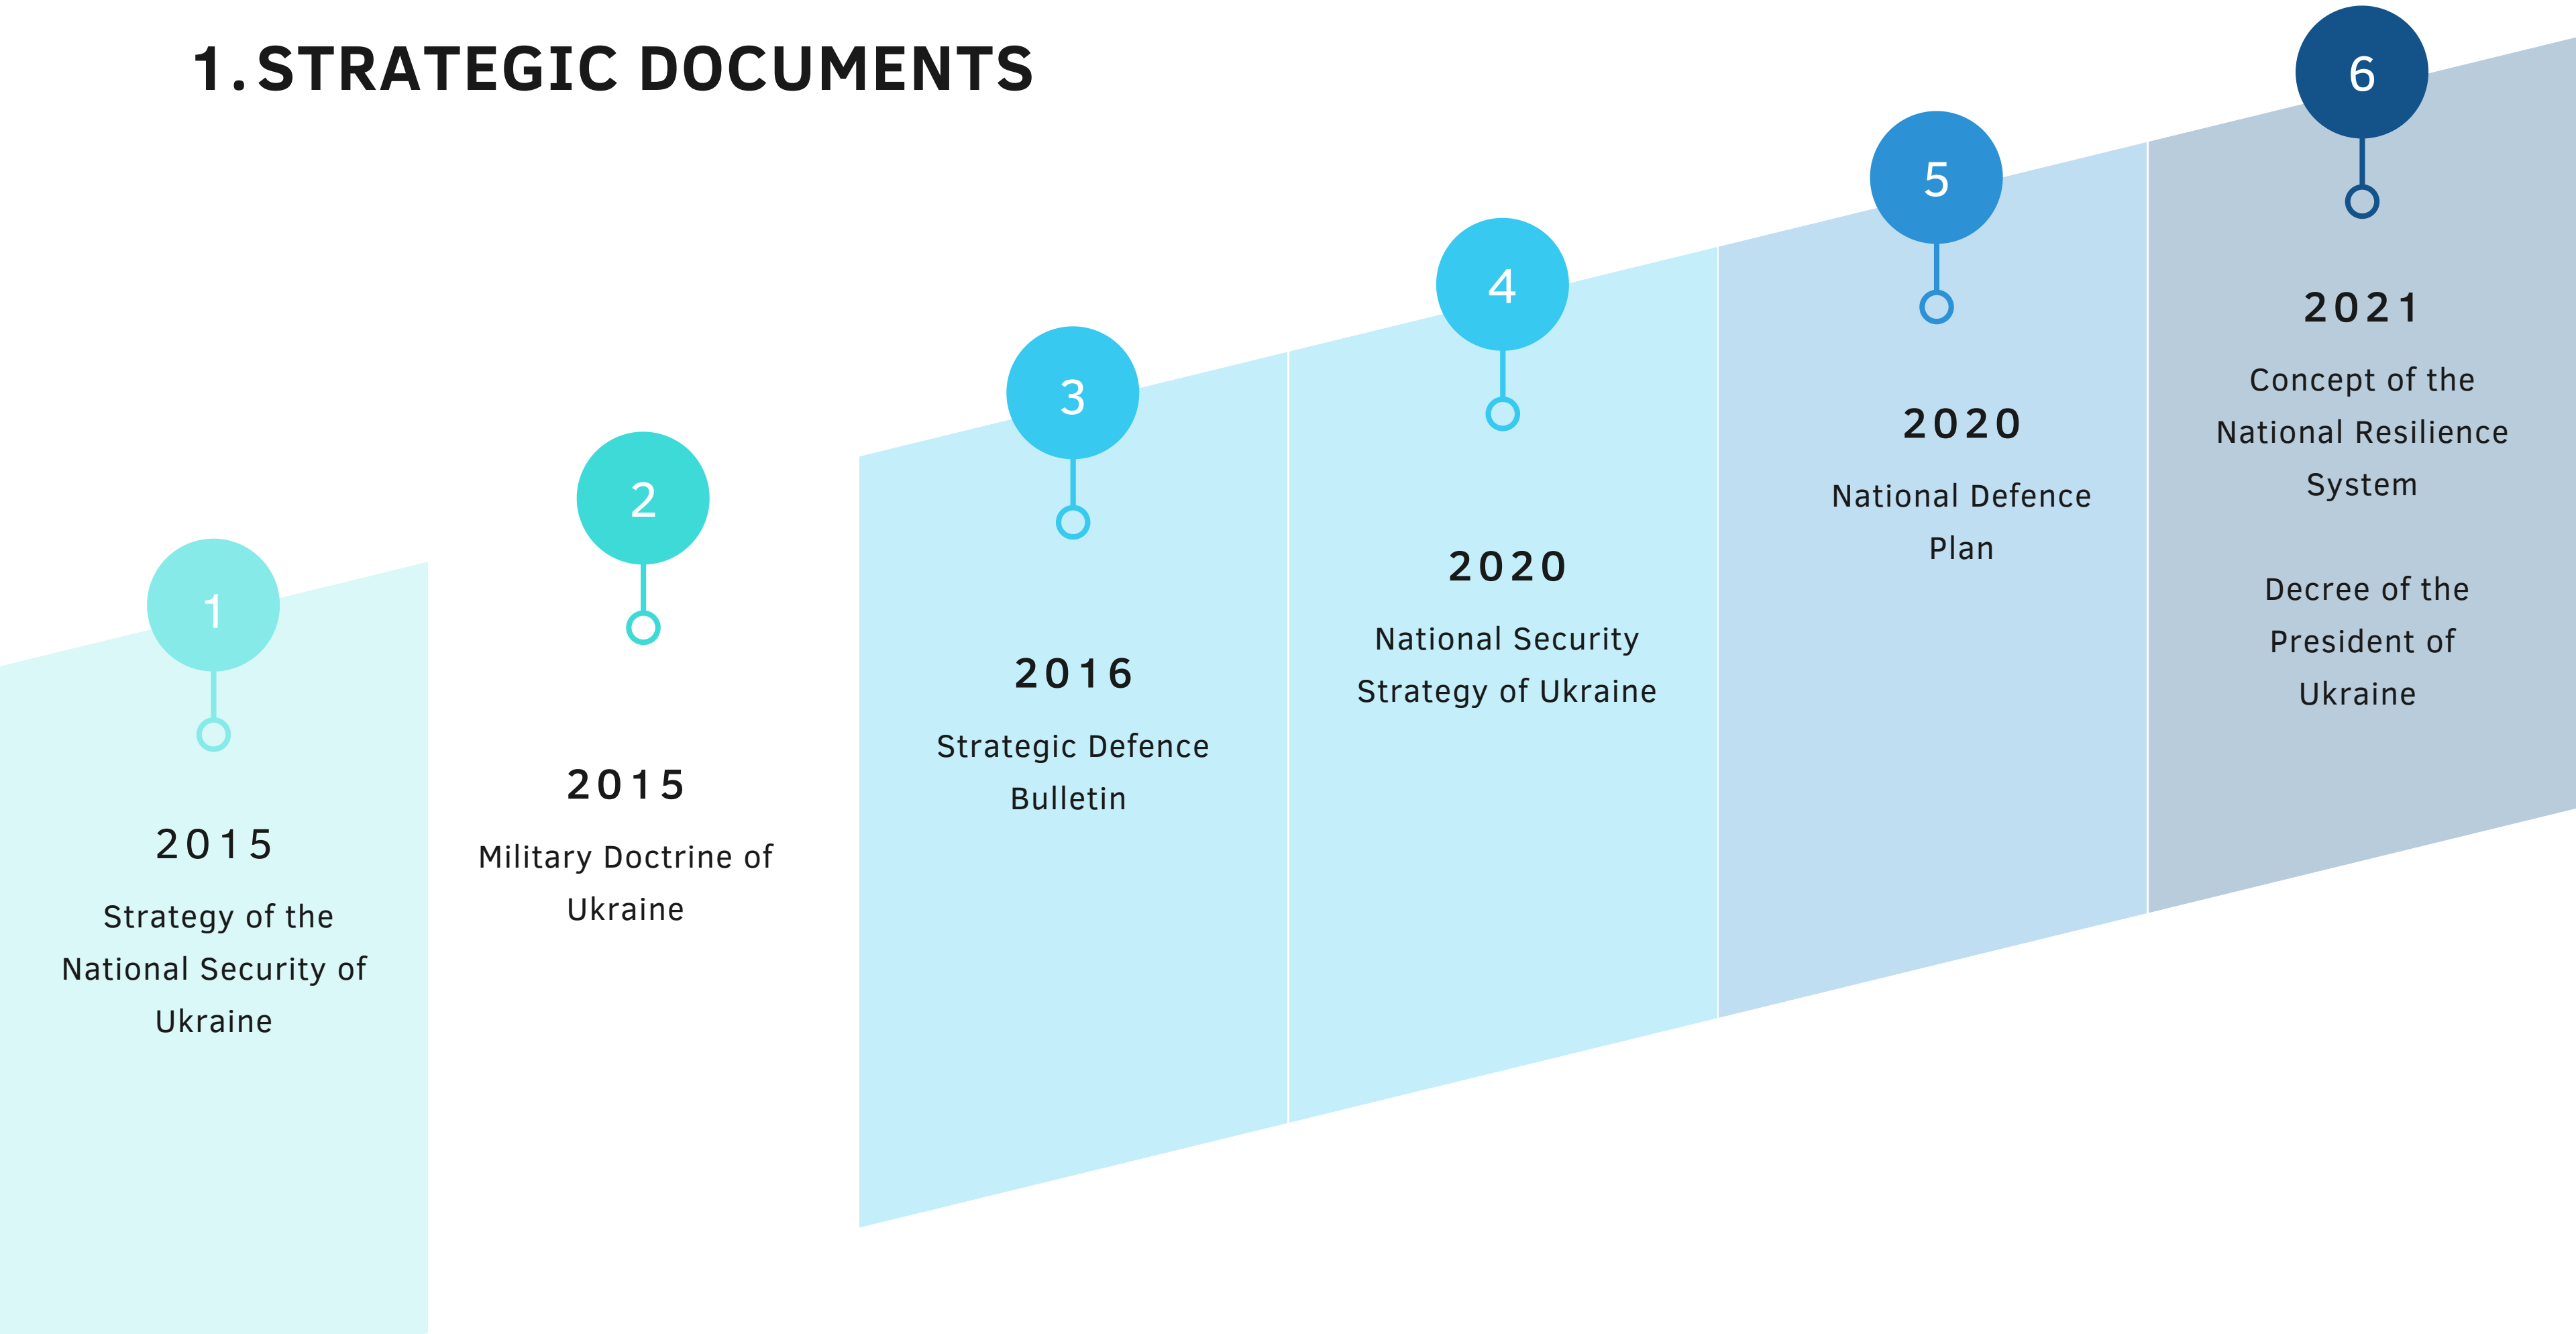 1. STRATEGIC DOCUMENTS
1
2015
Strategy of the
National Security of
Ukraine
2
2015
Military Doctrine of
Ukraine
3
2016
Strategic Defence
Bulletin
4
2020
National Security
Strategy of Ukraine
5
2020
National Defence
Plan
6
2021
Concept of the
National Resilience
System
Decree of the
President of
Ukraine